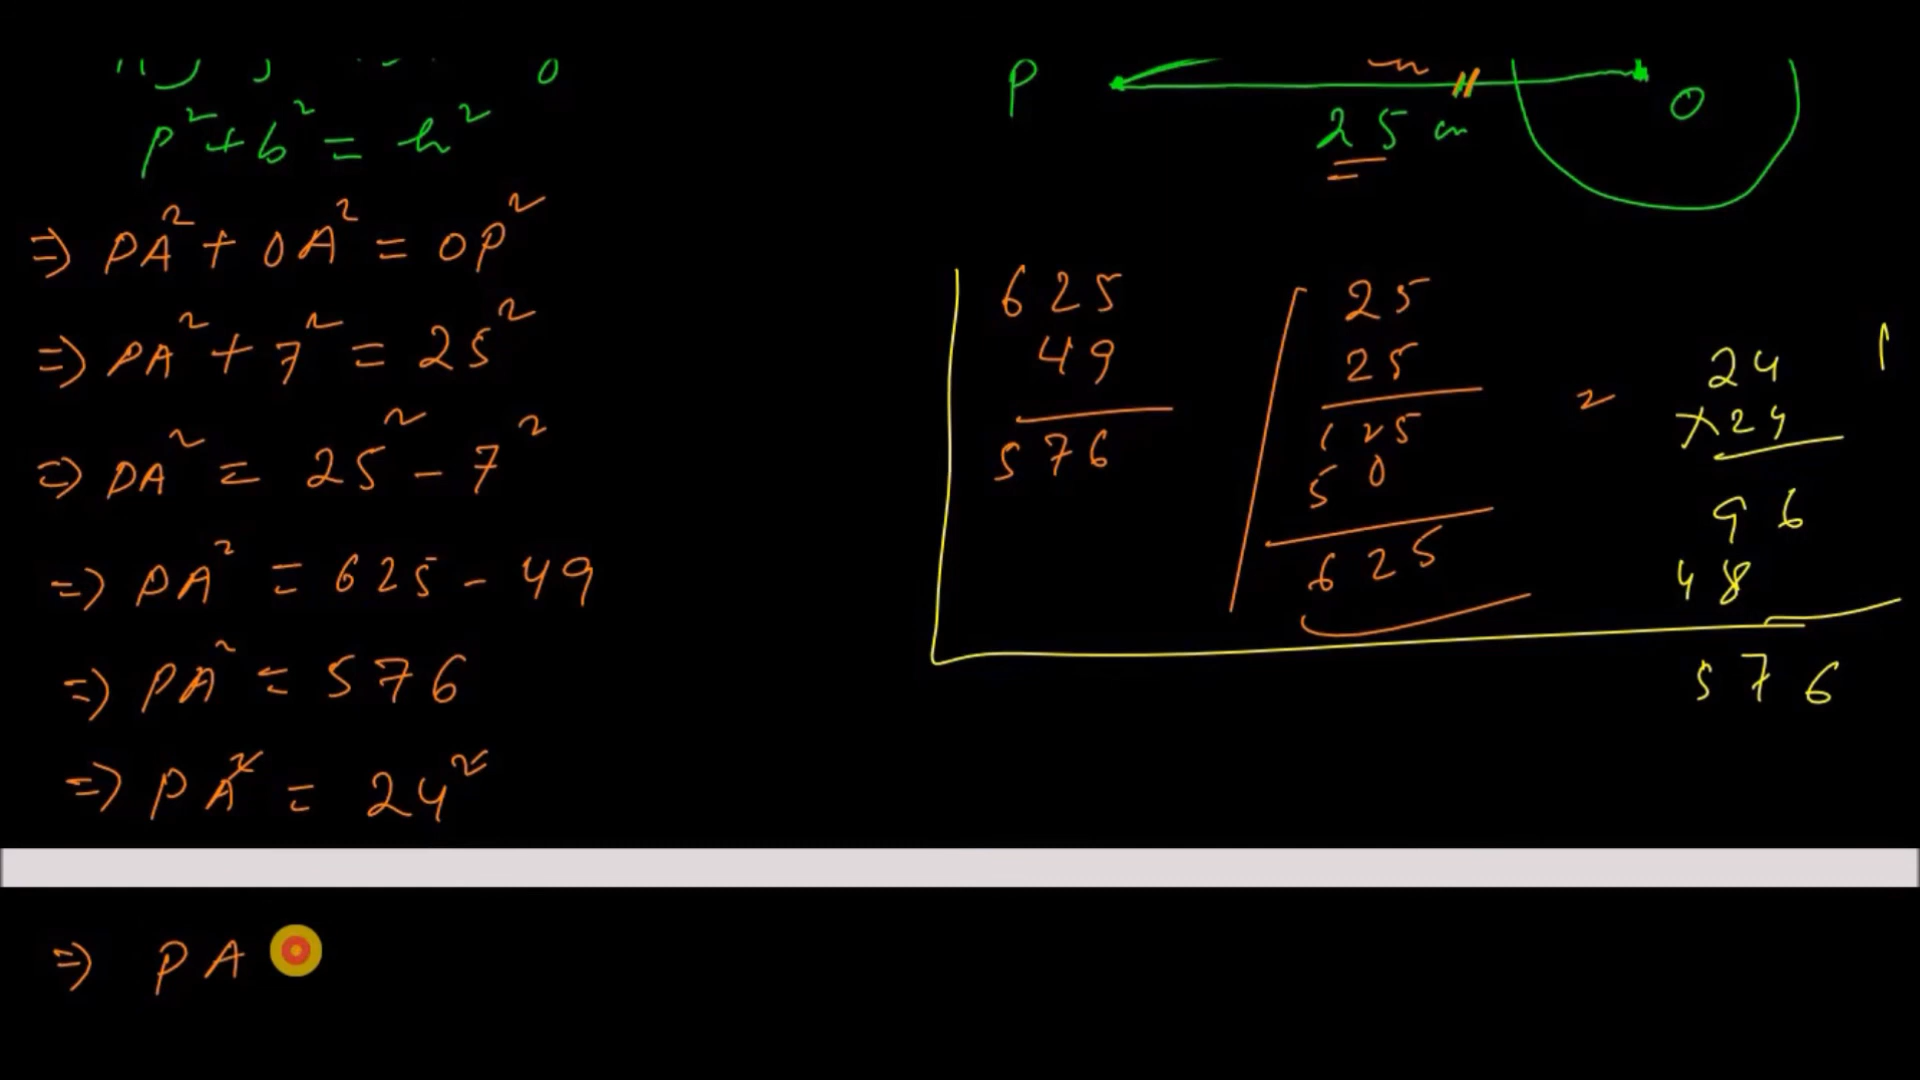 p² + b² = h²
⇒ PA² + OA² = OP²
⇒ PA² + 7² = 25²
⇒ PA² = 25² - 7²
⇒ PA² = 625 - 49
⇒ PA² = 576
⇒ PA² = 24²
⇒ PA
P
O
25 cm
625
49
576
25
25
125
50
625
24
×24
96
48
576